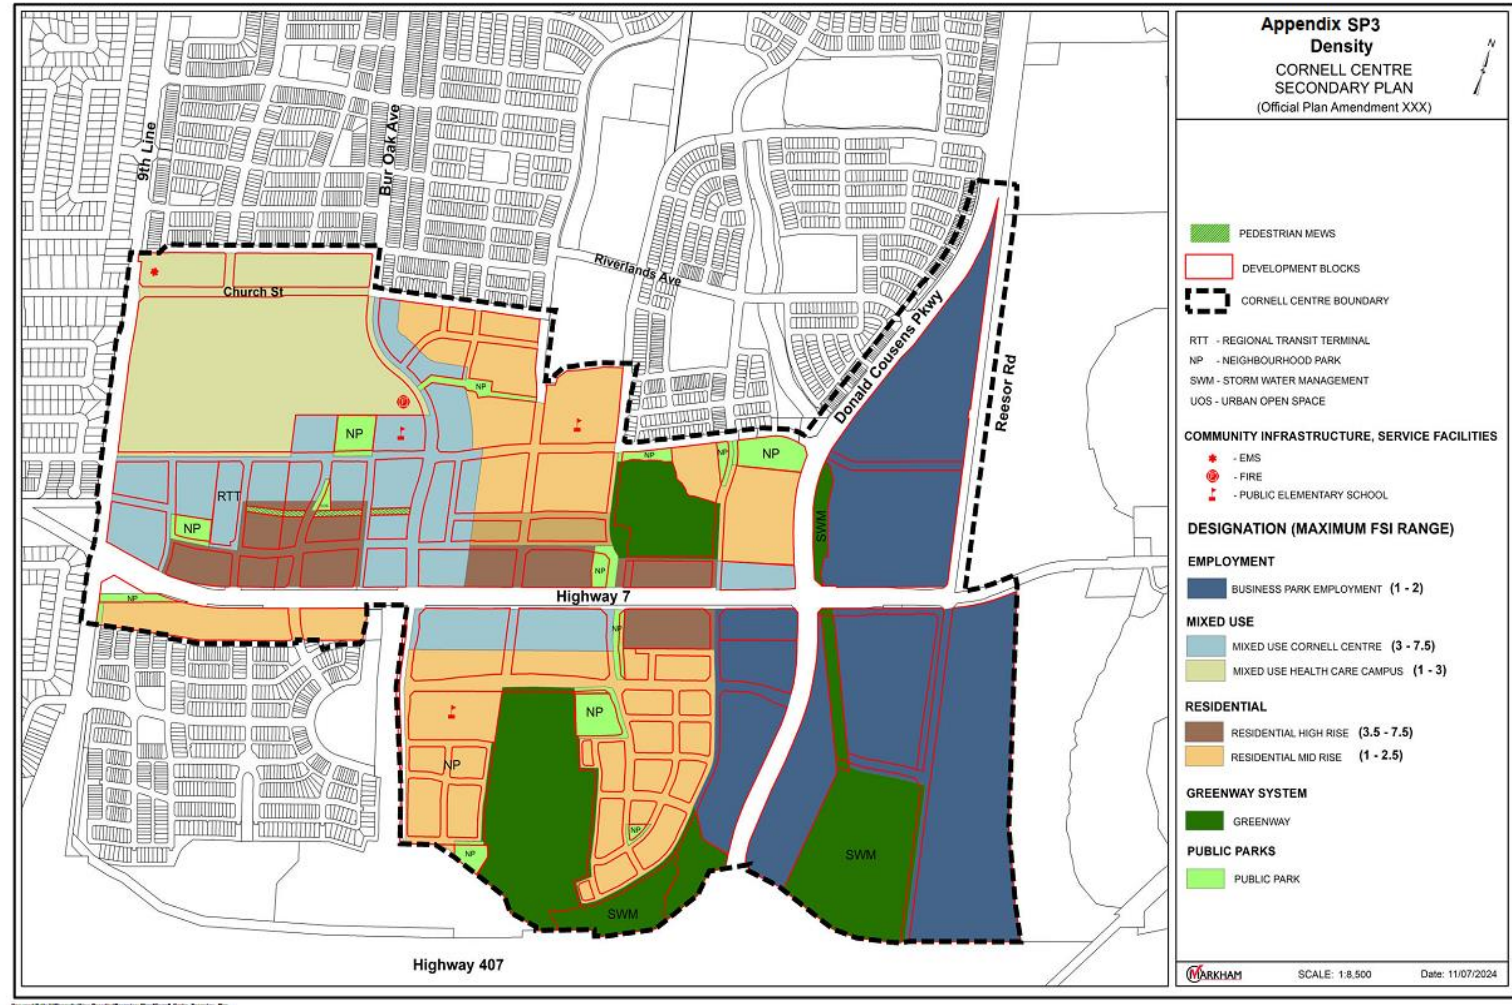 Appendix SP3
Density
CORNELL CENTRE
SECONDARY PLAN
(Official Plan Amendment XXX)
N
PEDESTRIAN MEWS
DEVELOPMENT BLOCKS
CORNELL CENTRE BOUNDARY
RTT - REGIONAL TRANSIT TERMINAL
NP - NEIGHBOURHOOD PARK
SWM - STORM WATER MANAGEMENT
UOS - URBAN OPEN SPACE
COMMUNITY INFRASTRUCTURE, SERVICE FACILITIES
- EMS
- FIRE
- PUBLIC ELEMENTARY SCHOOL
DESIGNATION (MAXIMUM FSI RANGE)
EMPLOYMENT
BUSINESS PARK EMPLOYMENT (1 - 2)
MIXED USE
MIXED USE CORNELL CENTRE (3 - 7.5)
MIXED USE HEALTH CARE CAMPUS (1 - 3)
RESIDENTIAL
RESIDENTIAL HIGH RISE (3.5 - 7.5)
RESIDENTIAL MID RISE (1 - 2.5)
GREENWAY SYSTEM
GREENWAY
PUBLIC PARKS
PUBLIC PARK
MARKHAM
SCALE: 1:8,500
Date: 11/07/2024
9th Line
Bur Oak Ave
Riverlands Ave
Church St
Donald Cousens Pkwy
Reesor Rd
NP
NP
NP
NP
NP
RTT
NP
SWM
NP
NP
Highway 7
NP
NP
NP
NP
NP
SWM
SWM
Highway 407